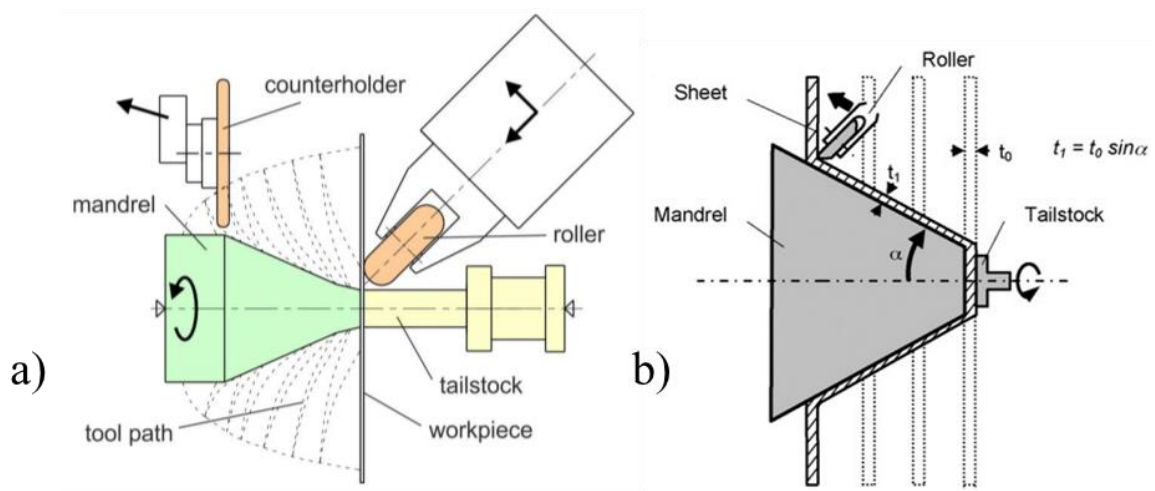 counterholder
mandrel
roller
a)
tailstock
tool path
workpiece
Roller
Sheet
t₀
t₁ = t₀ sinα
t₁
Mandrel
Tailstock
α
b)